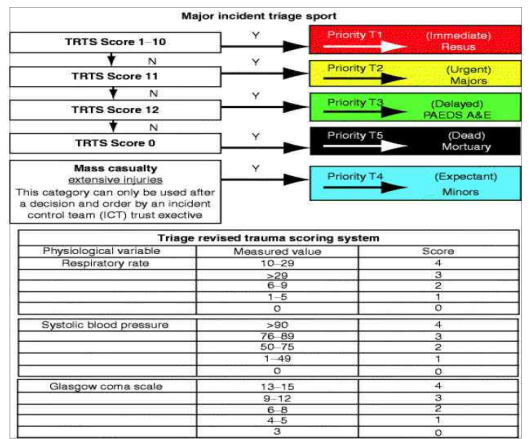 Major incident triage sport
TRTS Score 1–10
Y
Priority T1 (Immediate)
Resus
N
TRTS Score 11
Y
Priority T2 (Urgent)
Majors
N
TRTS Score 12
Y
Priority T3 (Delayed)
PAEDS A&E
N
TRTS Score 0
Y
Priority T5 (Dead)
Mortuary
Mass casualty
extensive injuries
This category can only be used after
a decision and order by an incident
control team (ICT) trust exective
Y
Priority T4 (Expectant)
Minors
Triage revised trauma scoring system
Physiological variable Measured value Score
Respiratory rate 10–29 4
>29 3
6–9 2
1–5 1
0 0
Systolic blood pressure >90 4
76–89 3
50–75 2
1–49 1
0 0
Glasgow coma scale 13–15 4
9–12 3
6–8 2
4–5 1
3 0